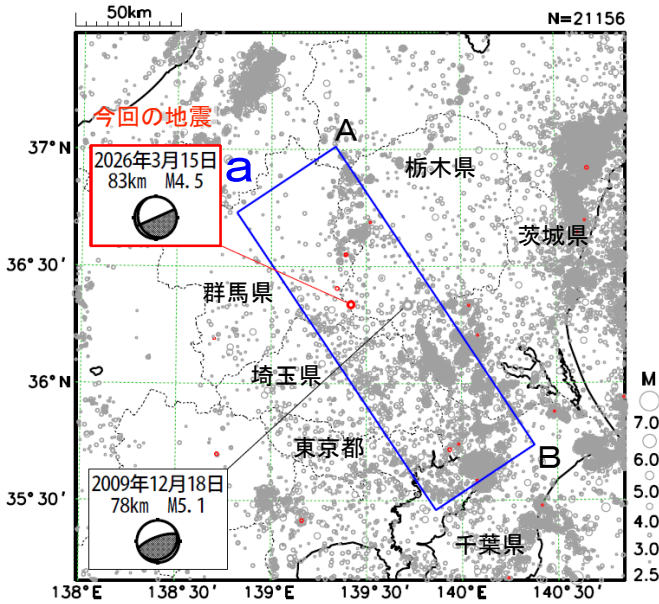 50km
N=21156
今回の地震
2026年3月15日
83km M4.5
a
A
栃木県
茨城県
群馬県
埼玉県
東京都
千葉県
B
2009年12月18日
78km M5.1
37°N
36°30′
36°N
35°30′
138°E
138°30′
139°E
139°30′
140°E
140°30′
M
7.0
6.0
5.0
4.0
3.0
2.5